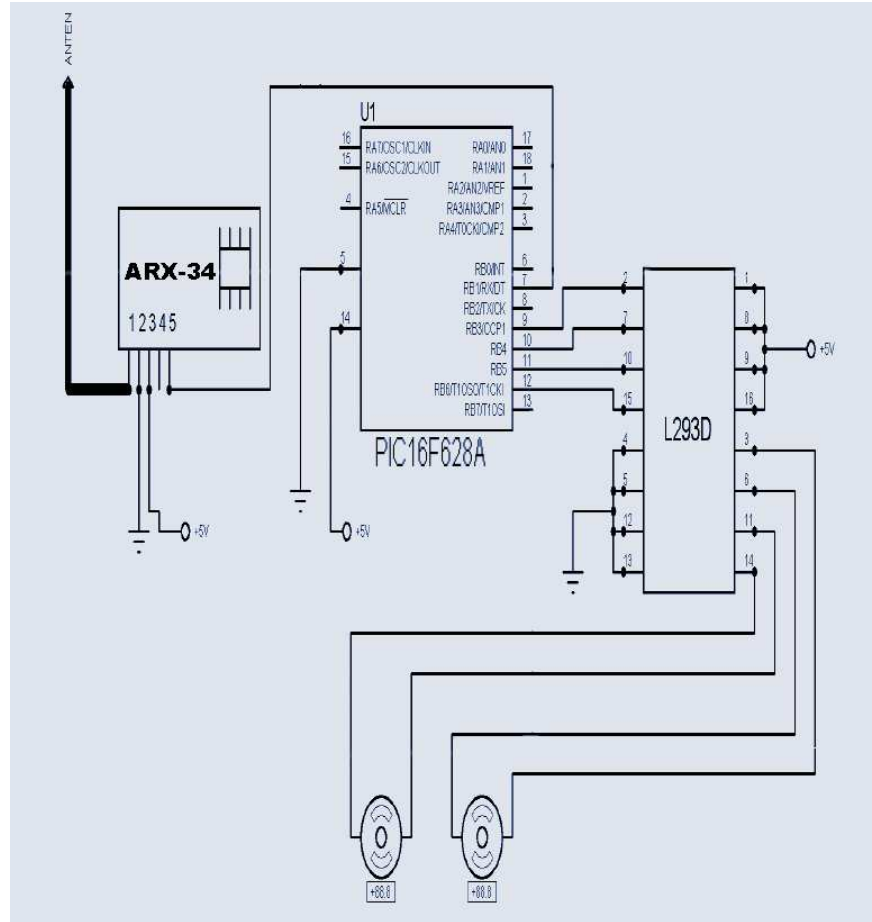 ANTEN
U1
16 RA7/OSC1/CLKIN RA0/AN0 17
15 RA6/OSC2/CLKOUT RA1/AN1 18
RA2/AN2/VREF 1
4 RA5/MCLR RA3/AN3/CMP1 2
RA4/T0CKI/CMP2 3
ARX-34
5 RB0/INT 6
RB1/RX/DT 7
RB2/TX/CK 8
14 RB3/CCP1 9
RB4 10
RB5 11
RB6/T1OSO/T1CKI 12
RB7/T1OSI 13
12345
PIC16F628A
+5V
+5V
2 1
7 8
10 9
+5V
15 16
L293D
4 3
5 6
12 11
13 14
+88.8
+88.8